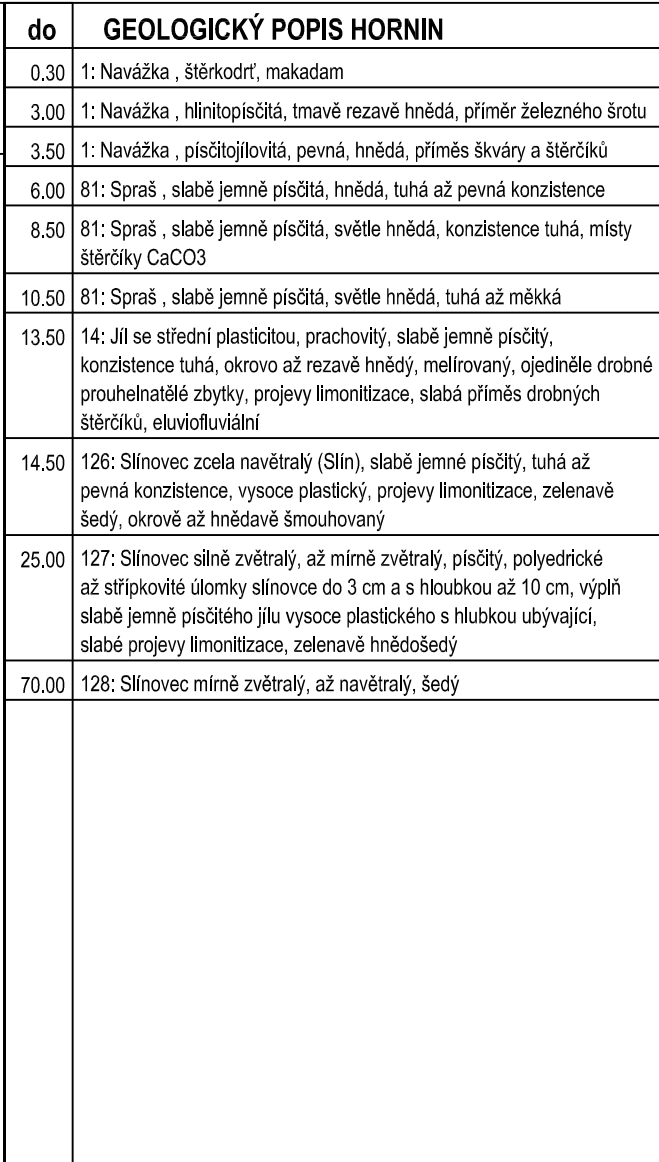 do GEOLOGICKÝ POPIS HORNIN
0.30 1: Navážka , štěrkodrť, makadam
3.00 1: Navážka , hlinitopísčitá, tmavě rezavě hnědá, příměr železného šrotu
3.50 1: Navážka , písčitojílovitá, pevná, hnědá, příměs škváry a štěrčíků
6.00 81: Spraš , slabě jemně písčitá, hnědá, tuhá až pevná konzistence
8.50 81: Spraš , slabě jemně písčitá, světle hnědá, konzistence tuhá, místy
štěrčíky CaCO3
10.50 81: Spraš , slabě jemně písčitá, světle hnědá, tuhá až měkká
13.50 14: Jíl se střední plasticitou, prachovitý, slabě jemně písčitý,
konzistence tuhá, okrovo až rezavě hnědý, melírovaný, ojediněle drobné
prouhelnatělé zbytky, projevy limonitizace, slabá příměs drobných
štěrčíků, eluviofluviální
14.50 126: Slínovec zcela navětralý (Slín), slabě jemné písčitý, tuhá až
pevná konzistence, vysoce plastický, projevy limonitizace, zelenavě
šedý, okrově až hnědavě šmouhovaný
25.00 127: Slínovec silně zvětralý, až mírně zvětralý, písčitý, polyedrické
až střípkovité úlomky slínovce do 3 cm a s hloubkou až 10 cm, výplň
slabě jemně písčitého jílu vysoce plastického s hlubkou ubývající,
slabé projevy limonitizace, zelenavě hnědošedý
70.00 128: Slínovec mírně zvětralý, až navětralý, šedý